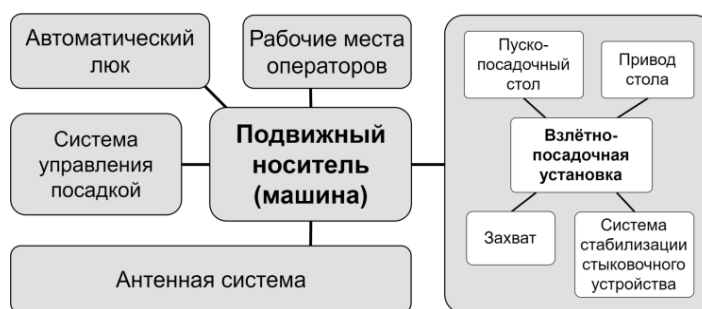 Автоматический
люк
Рабочие места
операторов
Система
управления
посадкой
Подвижный
носитель
(машина)
Антенная система
Пуско-
посадочный
стол
Привод
стола
Взлётно-
посадочная
установка
Захват
Система
стабилизации
стыковочного
устройства